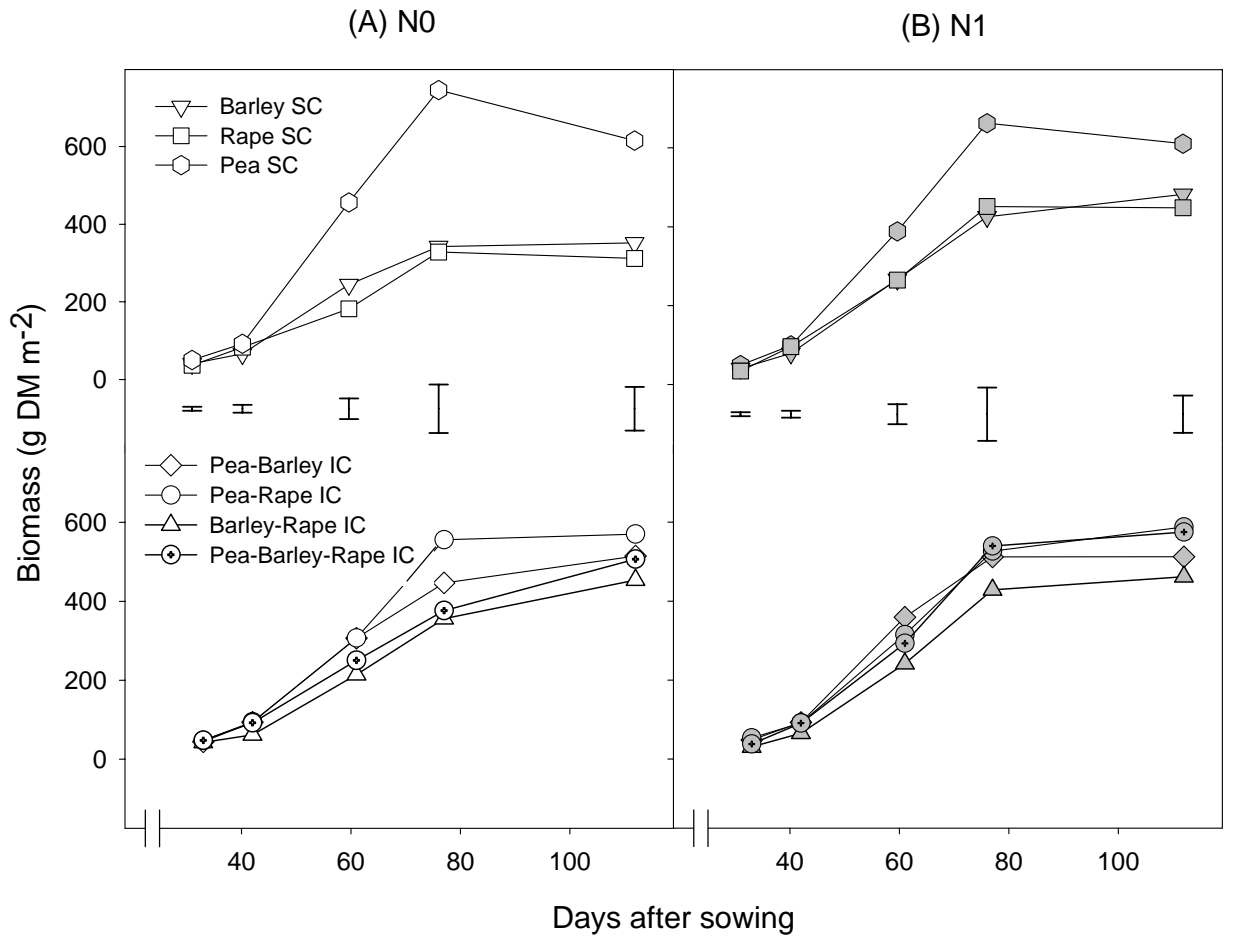 (A) N0
(B) N1
Barley SC
Rape SC
Pea SC
600
400
200
0
Pea-Barley IC
Pea-Rape IC
Barley-Rape IC
Pea-Barley-Rape IC
600
400
200
0
Biomass (g DM m-2)
40 60 80 100
40 60 80 100
Days after sowing